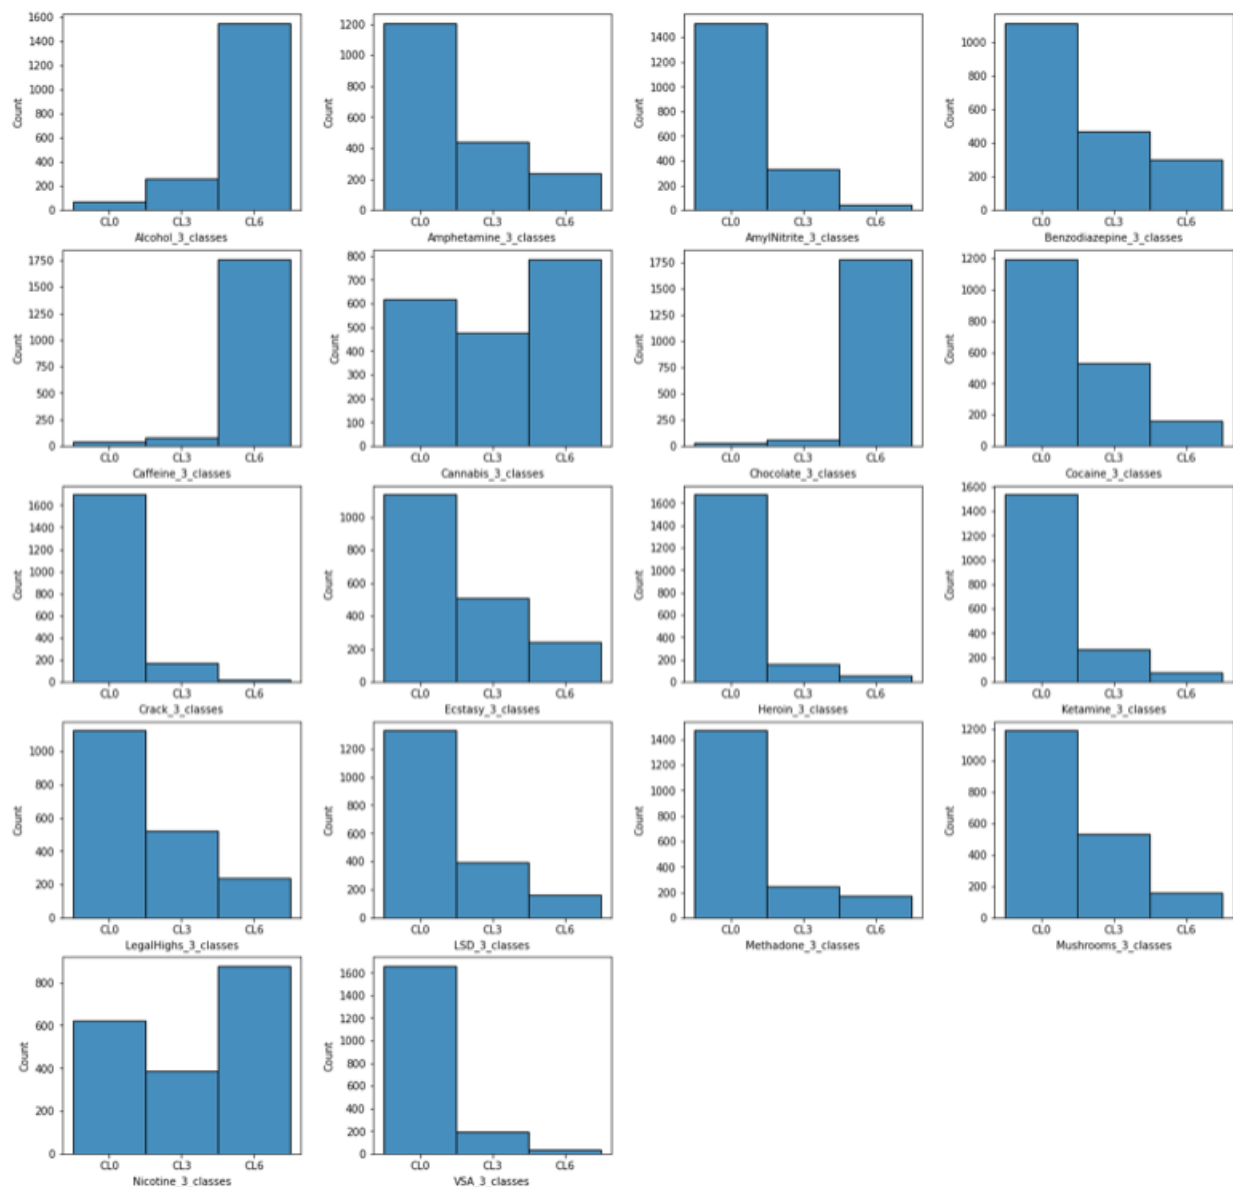 1600
1400
1200
1000
800
600
400
200
0
Count
CL0 CL3 CL6
Alcohol_3_classes
1200
1000
800
600
400
200
0
Count
CL0 CL3 CL6
Amphetamine_3_classes
1400
1200
1000
800
600
400
200
0
Count
CL0 CL3 CL6
AmylNitrite_3_classes
1000
800
600
400
200
0
Count
CL0 CL3 CL6
Benzodiazepine_3_classes
1750
1500
1250
1000
750
500
250
0
Count
CL0 CL3 CL6
Caffeine_3_classes
800
700
600
500
400
300
200
100
0
Count
CL0 CL3 CL6
Cannabis_3_classes
1750
1500
1250
1000
750
500
250
0
Count
CL0 CL3 CL6
Chocolate_3_classes
1200
1000
800
600
400
200
0
Count
CL0 CL3 CL6
Cocaine_3_classes
1600
1400
1200
1000
800
600
400
200
0
Count
CL0 CL3 CL6
Crack_3_classes
1000
800
600
400
200
0
Count
CL0 CL3 CL6
Ecstasy_3_classes
1600
1400
1200
1000
800
600
400
200
0
Count
CL0 CL3 CL6
Heroin_3_classes
1600
1400
1200
1000
800
600
400
200
0
Count
CL0 CL3 CL6
Ketamine_3_classes
1000
800
600
400
200
0
Count
CL0 CL3 CL6
LegalHighs_3_classes
1200
1000
800
600
400
200
0
Count
CL0 CL3 CL6
LSD_3_classes
1400
1200
1000
800
600
400
200
0
Count
CL0 CL3 CL6
Methadone_3_classes
1200
1000
800
600
400
200
0
Count
CL0 CL3 CL6
Mushrooms_3_classes
800
600
400
200
0
Count
CL0 CL3 CL6
Nicotine_3_classes
1600
1400
1200
1000
800
600
400
200
0
Count
CL0 CL3 CL6
VSA_3_classes